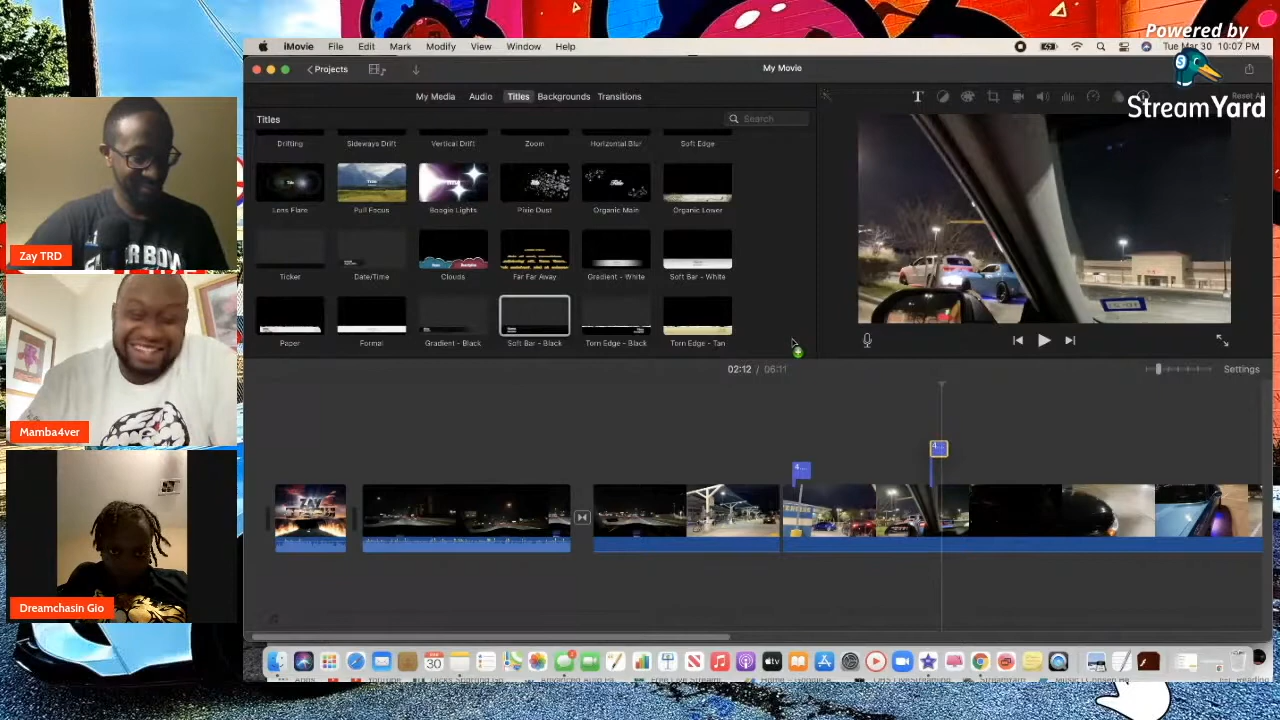 Powered by
StreamYard
iMovie File Edit Mark Modify View Window Help
Tue Mar 30 10:07 PM
Projects
My Movie
My Media Audio Titles Backgrounds Transitions
Titles
Search
Drifting Sideways Drift Vertical Drift Zoom Horizontal Blur Soft Edge
Lens Flare Pull Focus Boogie Lights Pixie Dust Organic Main Organic Lower
Ticker Date/Time Clouds Far Far Away Gradient - White Soft Bar - White
Paper Formal Gradient - Black Soft Bar - Black Torn Edge - Black Torn Edge - Tan
02:12 / 06:11
Settings
4...
4...
ZAY
Zay TRD
Mamba4ver
Dreamchasin Gio